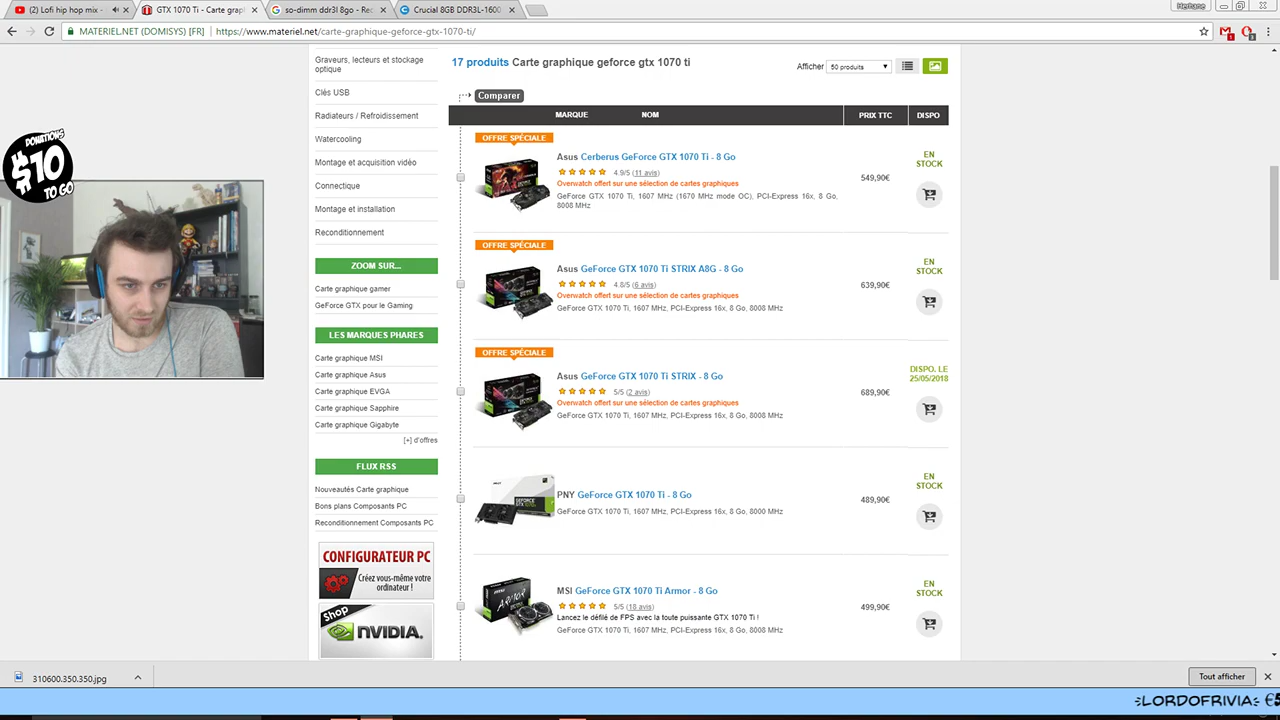 (2) Lofi hip hop mix -
GTX 1070 Ti - Carte grap
so-dimm ddr3l 8go - Rec
Crucial 8GB DDR3L-1600
Hertane
MATERIEL.NET (DOMISYS) [FR]
https://www.materiel.net/carte-graphique-geforce-gtx-1070-ti/
DONATIONS
$10
TO GO
Graveurs, lecteurs et stockage
optique
Clés USB
Radiateurs / Refroidissement
Watercooling
Montage et acquisition vidéo
Connectique
Montage et installation
Reconditionnement
ZOOM SUR...
Carte graphique gamer
GeForce GTX pour le Gaming
LES MARQUES PHARES
Carte graphique MSI
Carte graphique Asus
Carte graphique EVGA
Carte graphique Sapphire
Carte graphique Gigabyte
[+] d'offres
FLUX RSS
Nouveautés Carte graphique
Bons plans Composants PC
Reconditionnement Composants PC
CONFIGURATEUR PC
Créez vous-même votre
ordinateur !
Shop
NVIDIA.
17 produits Carte graphique geforce gtx 1070 ti
Afficher 50 produits
Comparer
MARQUE NOM PRIX TTC DISPO
OFFRE SPÉCIALE
Asus Cerberus GeForce GTX 1070 Ti - 8 Go
4.9/5 (11 avis)
Overwatch offert sur une sélection de cartes graphiques
GeForce GTX 1070 Ti, 1607 MHz (1670 MHz mode OC), PCI-Express 16x, 8 Go,
8008 MHz
549,90€
EN
STOCK
OFFRE SPÉCIALE
Asus GeForce GTX 1070 Ti STRIX A8G - 8 Go
4.8/5 (6 avis)
Overwatch offert sur une sélection de cartes graphiques
GeForce GTX 1070 Ti, 1607 MHz, PCI-Express 16x, 8 Go, 8008 MHz
639,90€
EN
STOCK
OFFRE SPÉCIALE
Asus GeForce GTX 1070 Ti STRIX - 8 Go
5/5 (2 avis)
Overwatch offert sur une sélection de cartes graphiques
GeForce GTX 1070 Ti, 1607 MHz, PCI-Express 16x, 8 Go, 8008 MHz
689,90€
DISPO. LE
25/05/2018
PNY GeForce GTX 1070 Ti - 8 Go
GeForce GTX 1070 Ti, 1607 MHz, PCI-Express 16x, 8 Go, 8000 MHz
489,90€
EN
STOCK
ARMOR
MSI GeForce GTX 1070 Ti Armor - 8 Go
5/5 (18 avis)
Lancez le défilé de FPS avec la toute puissante GTX 1070 Ti !
GeForce GTX 1070 Ti, 1607 MHz, PCI-Express 16x, 8 Go, 8008 MHz
499,90€
EN
STOCK
310600.350.350.jpg
Tout afficher
LORDOFRIVIA €5